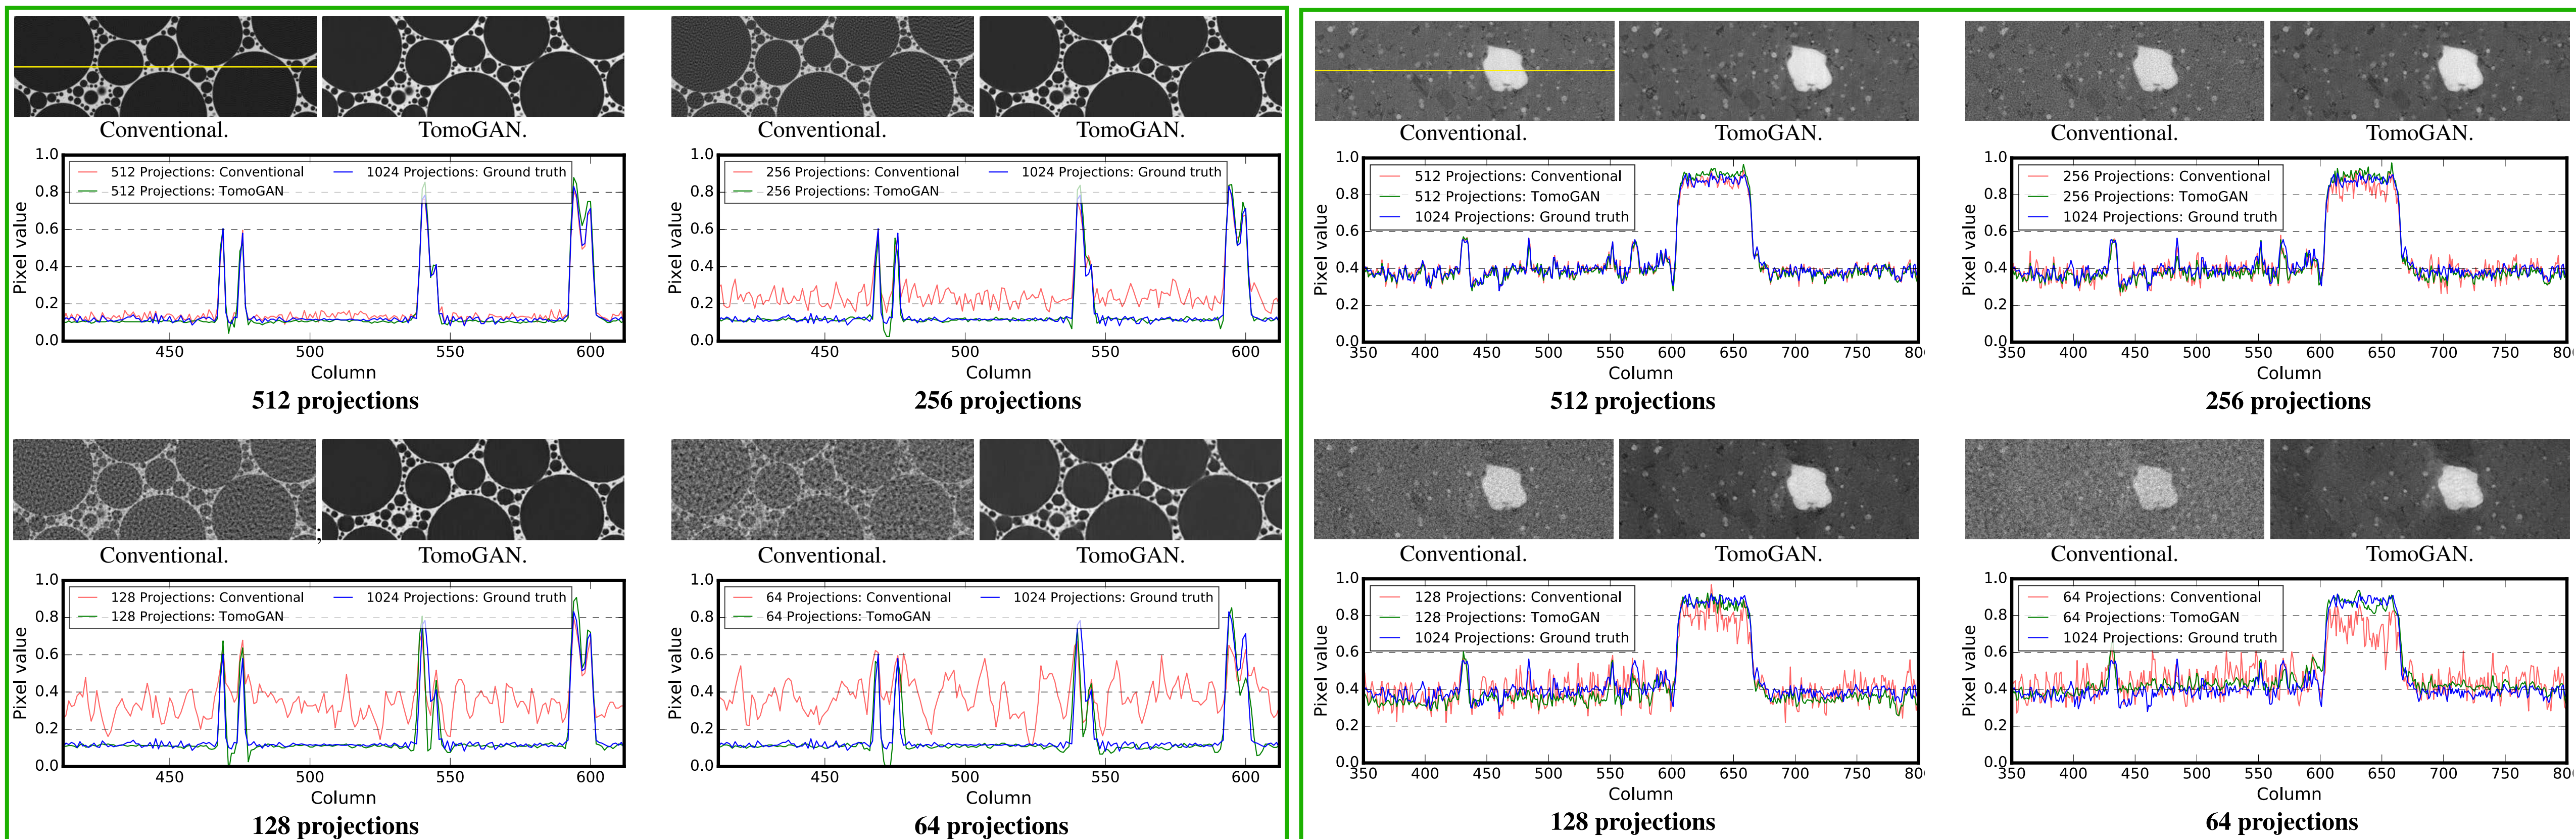 Conventional.
TomoGAN.
1.0
0.8
0.6
0.4
0.2
0.0
Pixel value
512 Projections: Conventional
512 Projections: TomoGAN
1024 Projections: Ground truth
450
500
550
600
Column
512 projections
Conventional.
TomoGAN.
1.0
0.8
0.6
0.4
0.2
0.0
Pixel value
256 Projections: Conventional
256 Projections: TomoGAN
1024 Projections: Ground truth
450
500
550
600
Column
256 projections
Conventional.
;
TomoGAN.
1.0
0.8
0.6
0.4
0.2
0.0
Pixel value
128 Projections: Conventional
128 Projections: TomoGAN
1024 Projections: Ground truth
450
500
550
600
Column
128 projections
Conventional.
TomoGAN.
1.0
0.8
0.6
0.4
0.2
0.0
Pixel value
64 Projections: Conventional
64 Projections: TomoGAN
1024 Projections: Ground truth
450
500
550
600
Column
64 projections
Conventional.
TomoGAN.
1.0
0.8
0.6
0.4
0.2
0.0
Pixel value
512 Projections: Conventional
512 Projections: TomoGAN
1024 Projections: Ground truth
350
400
450
500
550
600
650
700
750
80
Column
512 projections
Conventional.
TomoGAN.
1.0
0.8
0.6
0.4
0.2
0.0
Pixel value
256 Projections: Conventional
256 Projections: TomoGAN
1024 Projections: Ground truth
350
400
450
500
550
600
650
700
750
80
Column
256 projections
Conventional.
TomoGAN.
1.0
0.8
0.6
0.4
0.2
0.0
Pixel value
128 Projections: Conventional
128 Projections: TomoGAN
1024 Projections: Ground truth
350
400
450
500
550
600
650
700
750
80
Column
128 projections
Conventional.
TomoGAN.
1.0
0.8
0.6
0.4
0.2
0.0
Pixel value
64 Projections: Conventional
64 Projections: TomoGAN
1024 Projections: Ground truth
350
400
450
500
550
600
650
700
750
80
Column
64 projections